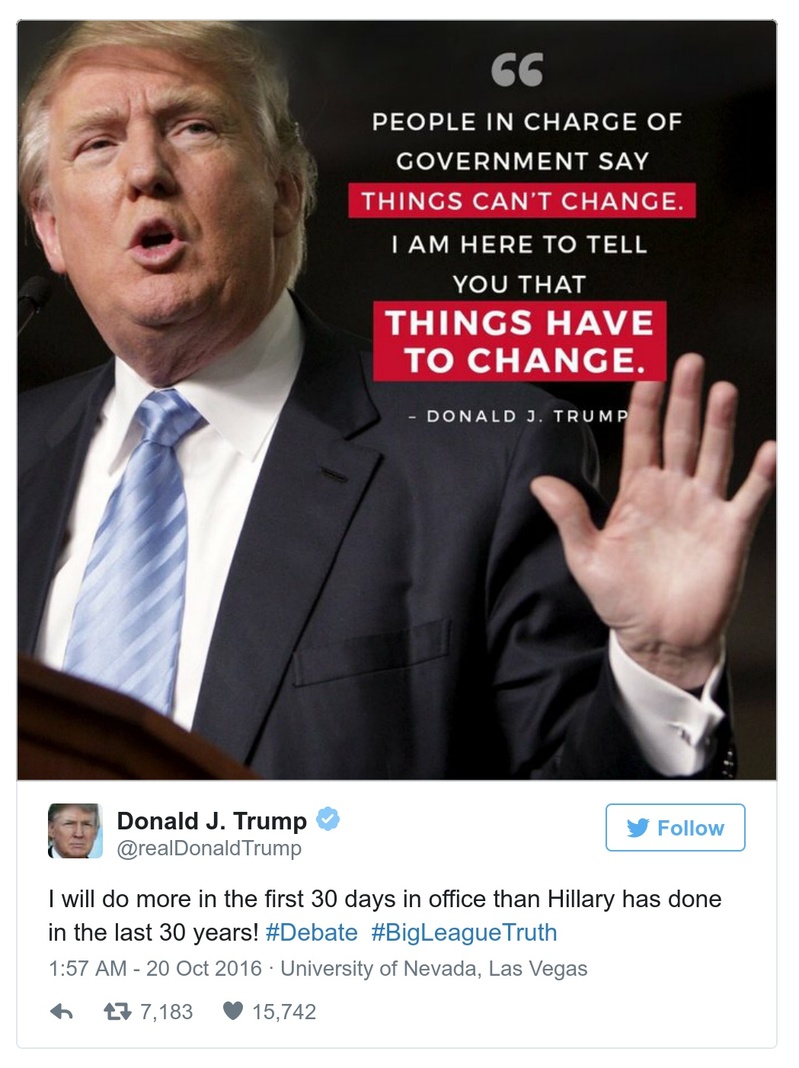 “
PEOPLE IN CHARGE OF
GOVERNMENT SAY
THINGS CAN'T CHANGE.
I AM HERE TO TELL
YOU THAT
THINGS HAVE
TO CHANGE.
– DONALD J. TRUMP
Donald J. Trump
@realDonaldTrump
Follow
I will do more in the first 30 days in office than Hillary has done
in the last 30 years! #Debate #BigLeagueTruth
1:57 AM - 20 Oct 2016 · University of Nevada, Las Vegas
7,183 15,742